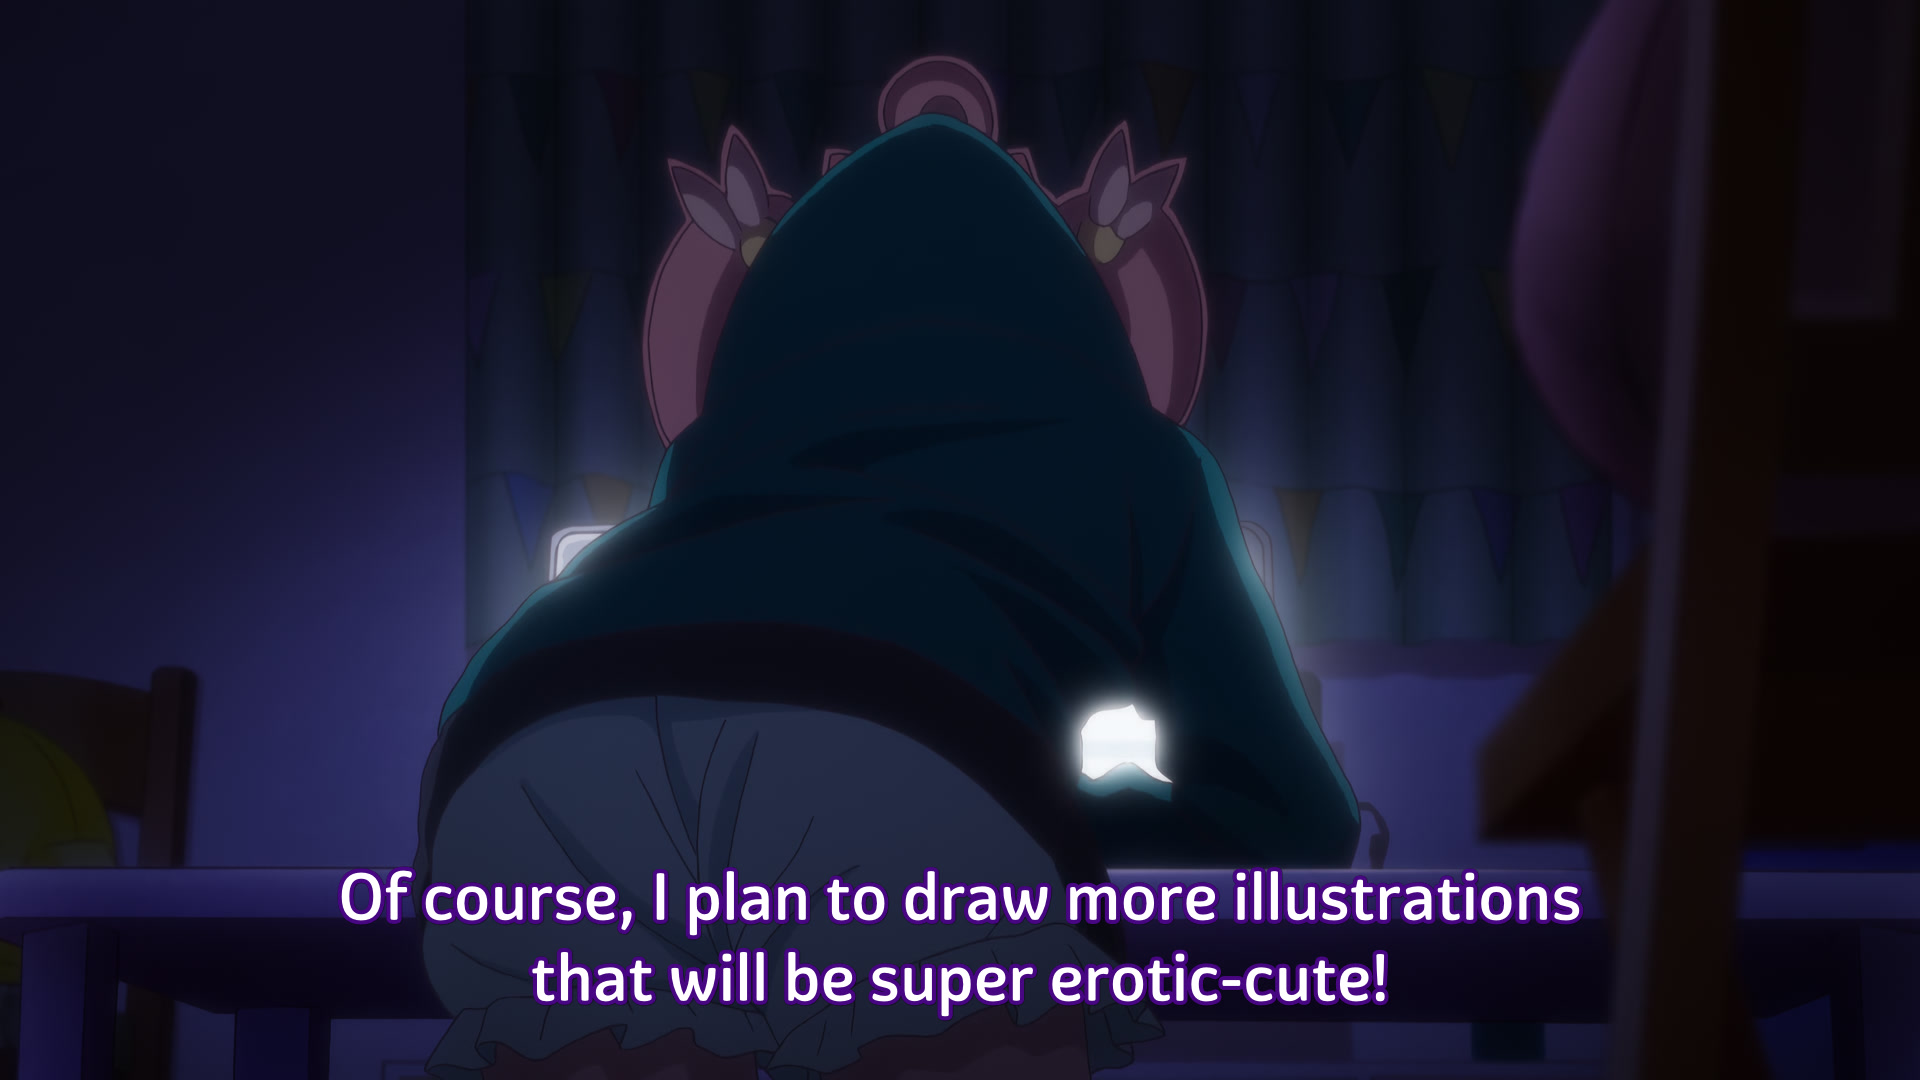 Of course, I plan to draw more illustrations
that will be super erotic-cute!